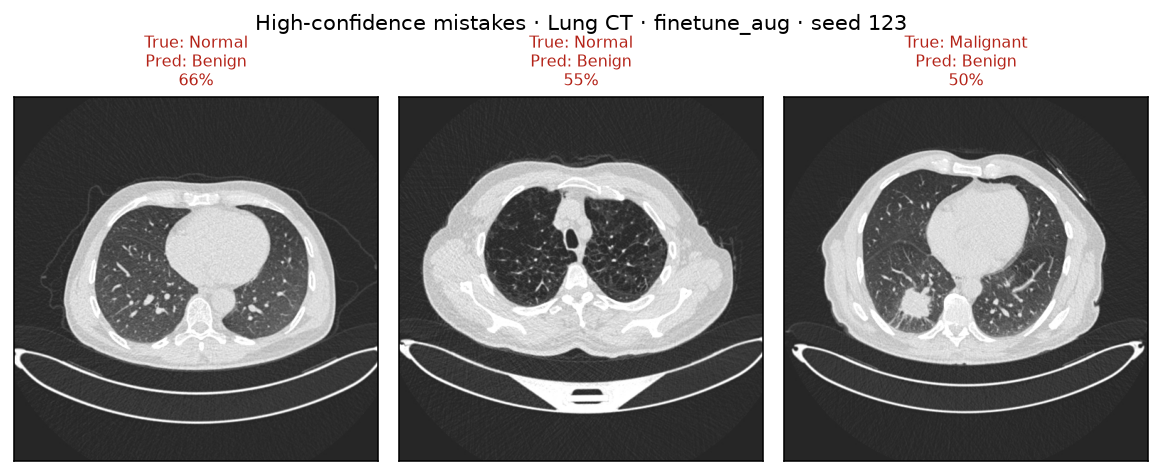 High-confidence mistakes · Lung CT · finetune_aug · seed 123
True: Normal
Pred: Benign
66%
True: Normal
Pred: Benign
55%
True: Malignant
Pred: Benign
50%